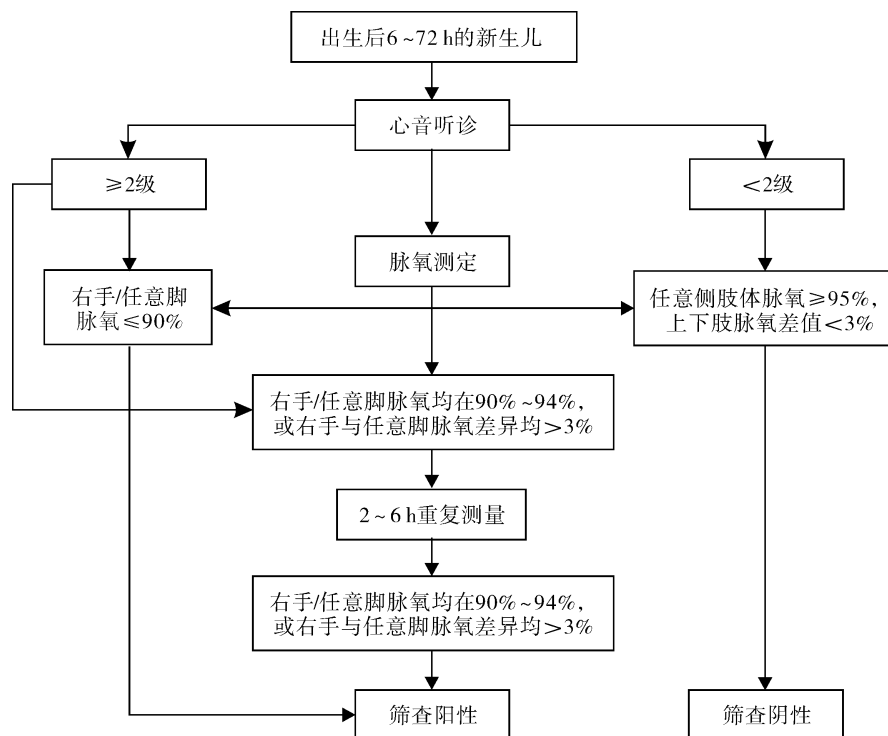 出生后6~72 h的新生儿
心音听诊
≥2级
<2级
脉氧测定
右手/任意脚
脉氧≤90%
任意侧肢体脉氧≥95%,
上下肢脉氧差值<3%
右手/任意脚脉氧均在90%~94%,
或右手与任意脚脉氧差异均>3%
2~6 h重复测量
右手/任意脚脉氧均在90%~94%,
或右手与任意脚脉氧差异均>3%
筛查阳性
筛查阴性